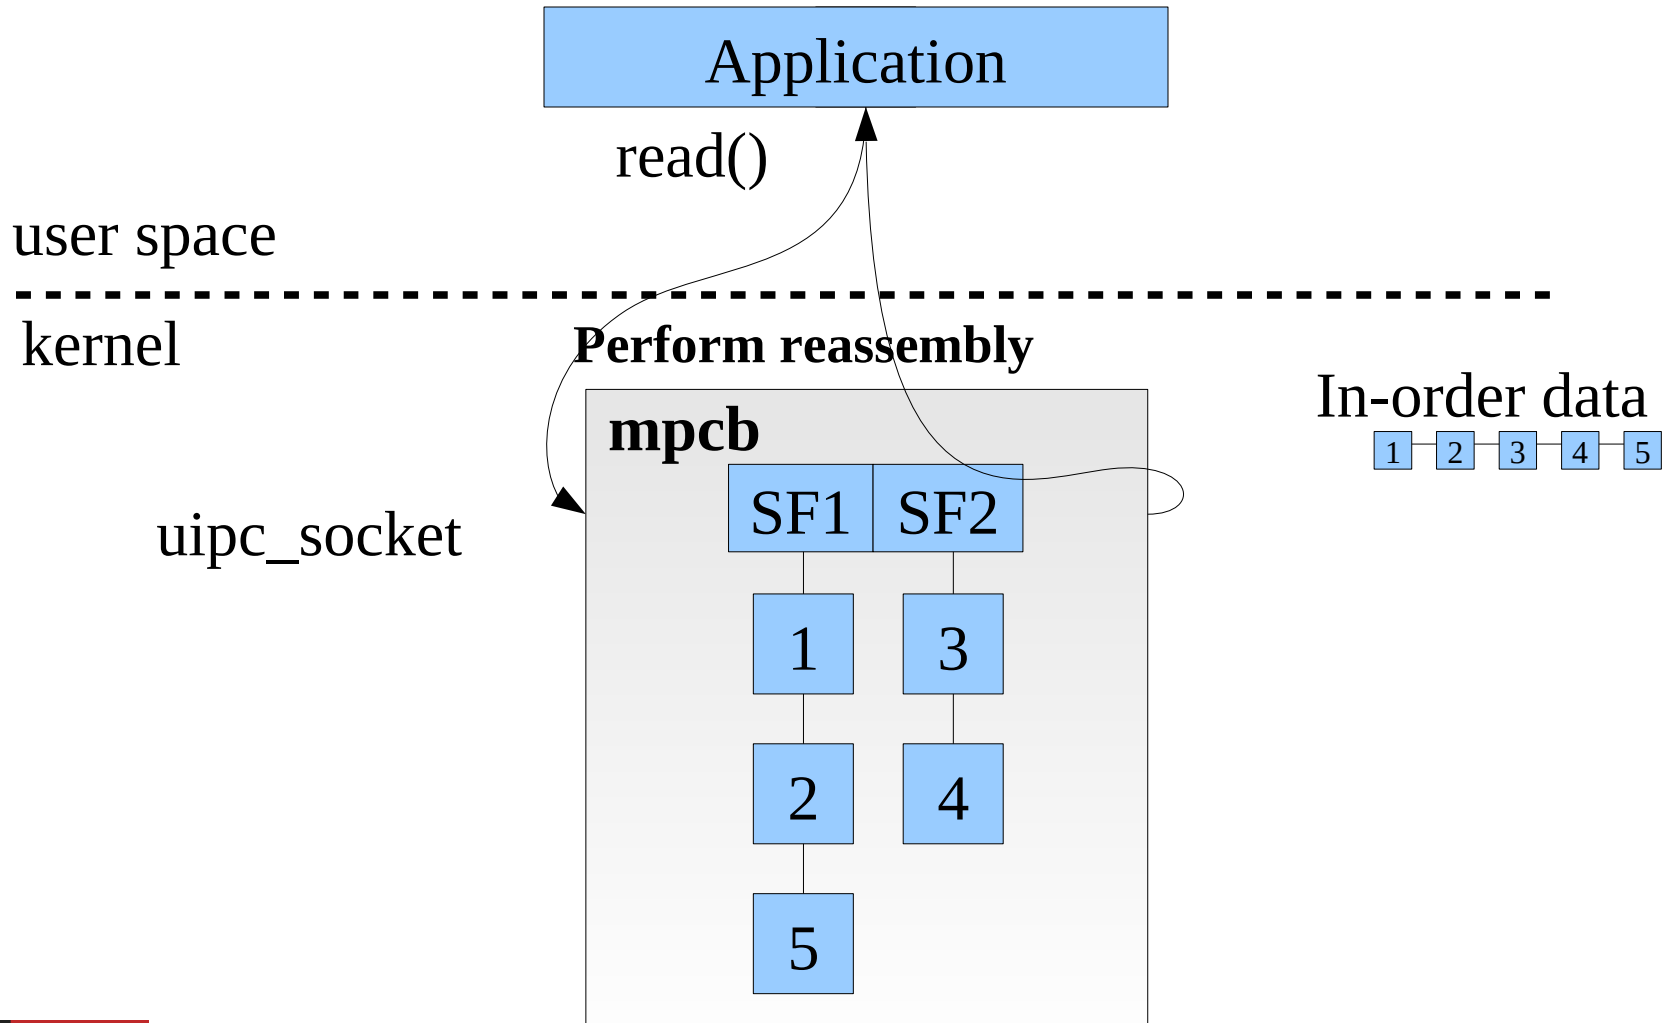 Application
read()
user space
kernel
Perform reassembly
In-order data
1 2 3 4 5
mpcb
SF1 SF2
uipc_socket
1 3
2 4
5